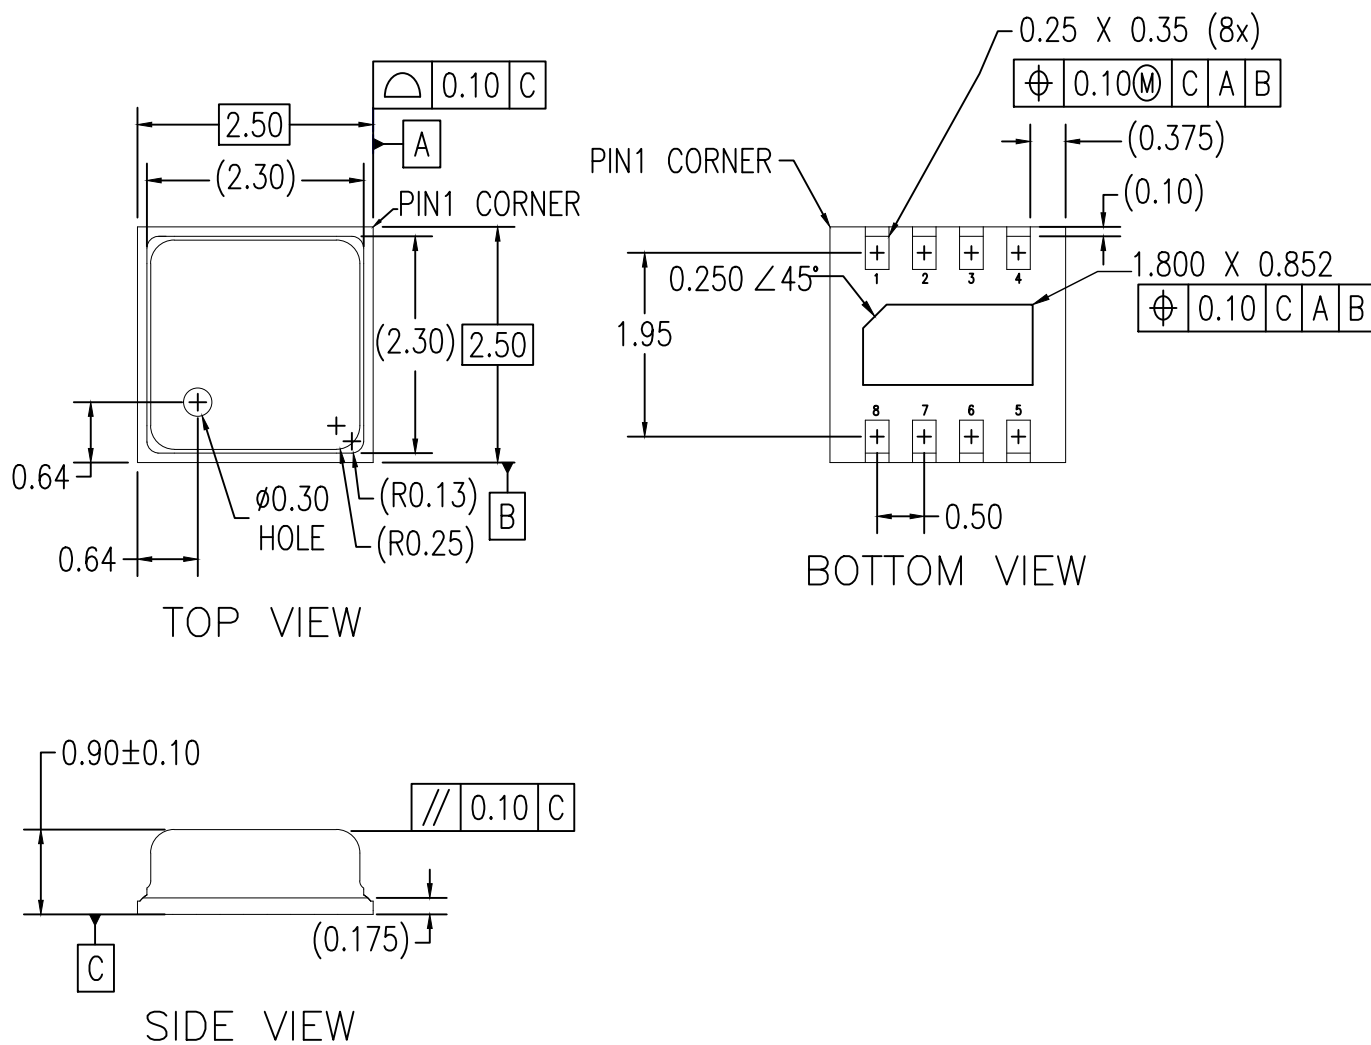 0.10 C
2.50
A
(2.30)
PIN1 CORNER
(2.30)
2.50
0.64
ø0.30
HOLE
(R0.13)
(R0.25)
B
0.64
TOP VIEW
0.25 X 0.35 (8x)
0.10Ⓜ C A B
(0.375)
PIN1 CORNER
(0.10)
1 2 3 4
0.250 ∠45°
1.800 X 0.852
0.10 C A B
1.95
8 7 6 5
0.50
BOTTOM VIEW
0.90±0.10
// 0.10 C
(0.175)
C
SIDE VIEW